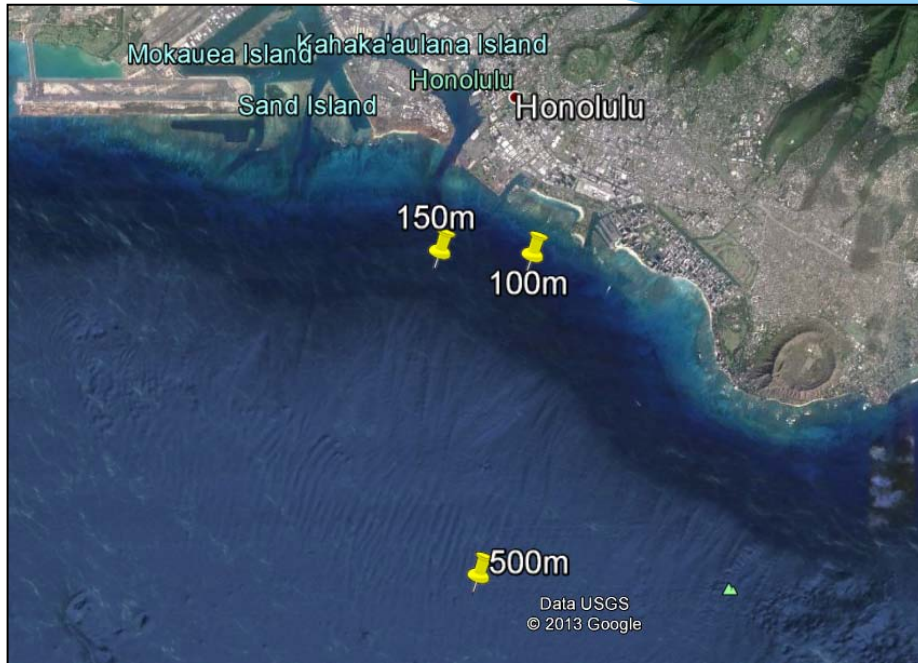 Mokauea Island
Kahaka'aulana Island
Honolulu
Sand Island
Honolulu
150m
100m
500m
Data USGS
© 2013 Google